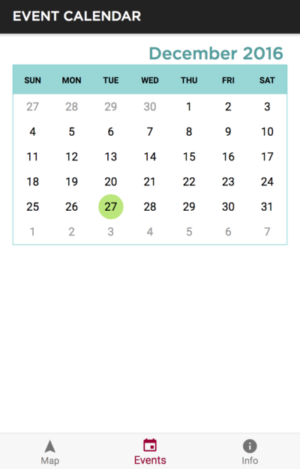 EVENT CALENDAR
December 2016
SUN MON TUE WED THU FRI SAT
27 28 29 30 1 2 3
4 5 6 7 8 9 10
11 12 13 14 15 16 17
18 19 20 21 22 23 24
25 26 27 28 29 30 31
1 2 3 4 5 6 7
Map Events Info